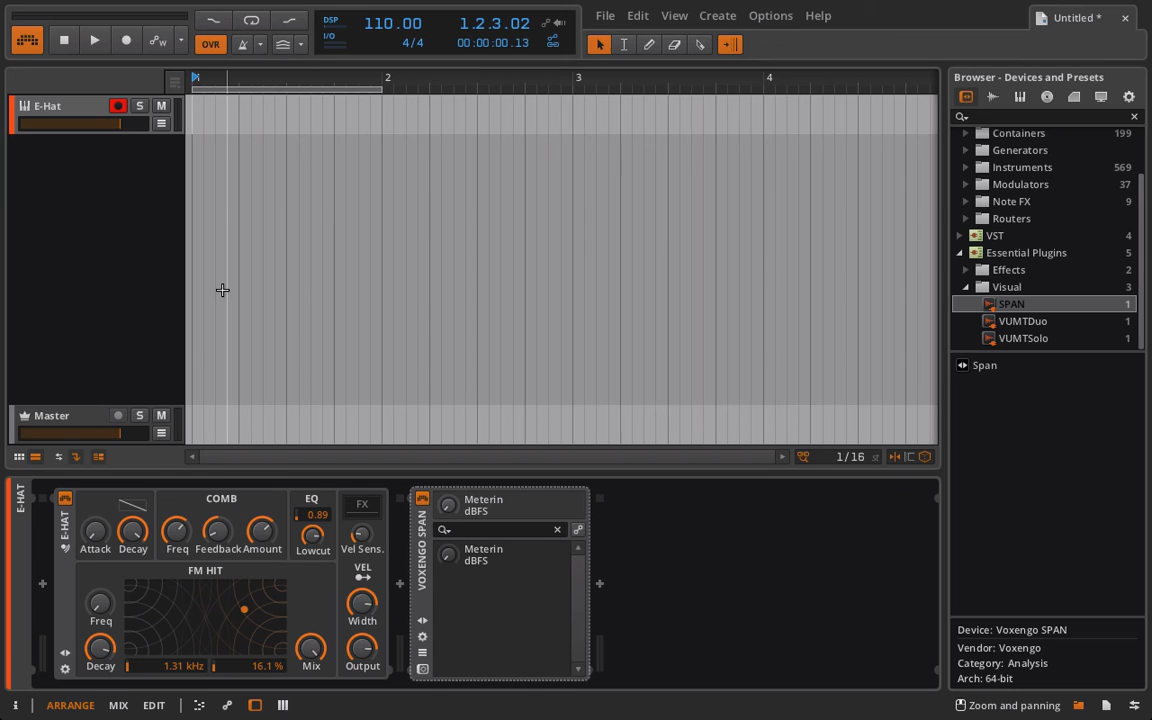 File Edit View Create Options Help
Untitled *
DSP
I/O
110.00
4/4
1.2.3.02
00:00:00.13
OVR
2
3
4
E-Hat
S
M
Master
S
M
1/16
Browser - Devices and Presets
Containers 199
Generators
Instruments 569
Modulators 37
Note FX 9
Routers
VST 4
Essential Plugins 5
Effects 2
Visual 3
SPAN 1
VUMTDuo 1
VUMTSolo 1
Span
Device: Voxengo SPAN
Vendor: Voxengo
Category: Analysis
Arch: 64-bit
E-HAT
E-HAT
COMB
Attack Decay
Freq Feedback Amount
EQ
0.89
Lowcut
FX
Vel Sens.
FM HIT
Freq
Decay
1.31 kHz
16.1 %
Mix
VEL
Width
Output
VOXENGO SPAN
Meterin
dBFS
Meterin
dBFS
i
ARRANGE MIX EDIT
Zoom and panning